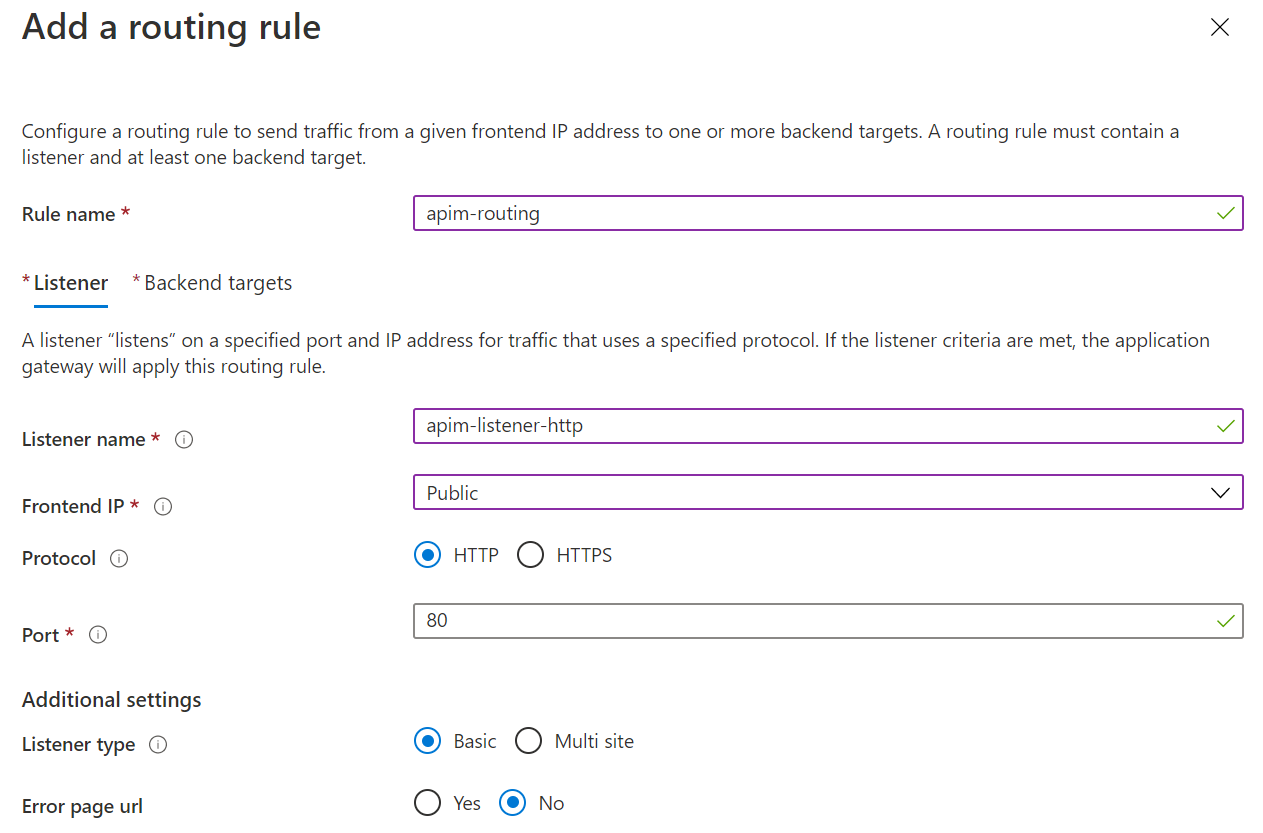 Add a routing rule
Configure a routing rule to send traffic from a given frontend IP address to one or more backend targets. A routing rule must contain a
listener and at least one backend target.
Rule name *
apim-routing
* Listener * Backend targets
A listener “listens” on a specified port and IP address for traffic that uses a specified protocol. If the listener criteria are met, the application
gateway will apply this routing rule.
Listener name *
apim-listener-http
Frontend IP *
Public
Protocol
HTTP HTTPS
Port *
80
Additional settings
Listener type
Basic Multi site
Error page url
Yes No